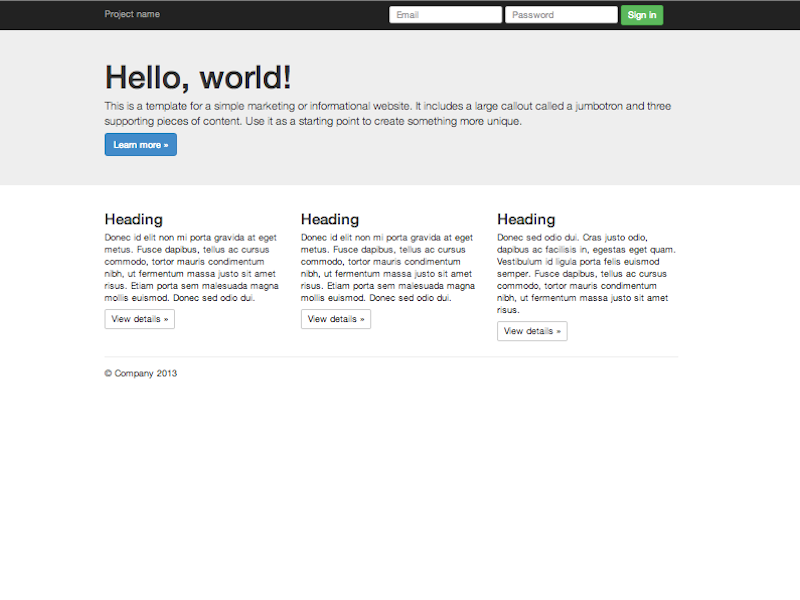 Project name
Email
Password
Sign in
Hello, world!
This is a template for a simple marketing or informational website. It includes a large callout called a jumbotron and three
supporting pieces of content. Use it as a starting point to create something more unique.
Learn more »
Heading
Donec id elit non mi porta gravida at eget
metus. Fusce dapibus, tellus ac cursus
commodo, tortor mauris condimentum
nibh, ut fermentum massa justo sit amet
risus. Etiam porta sem malesuada magna
mollis euismod. Donec sed odio dui.
View details »
Heading
Donec id elit non mi porta gravida at eget
metus. Fusce dapibus, tellus ac cursus
commodo, tortor mauris condimentum
nibh, ut fermentum massa justo sit amet
risus. Etiam porta sem malesuada magna
mollis euismod. Donec sed odio dui.
View details »
Heading
Donec sed odio dui. Cras justo odio,
dapibus ac facilisis in, egestas eget quam.
Vestibulum id ligula porta felis euismod
semper. Fusce dapibus, tellus ac cursus
commodo, tortor mauris condimentum
nibh, ut fermentum massa justo sit amet
risus.
View details »
© Company 2013